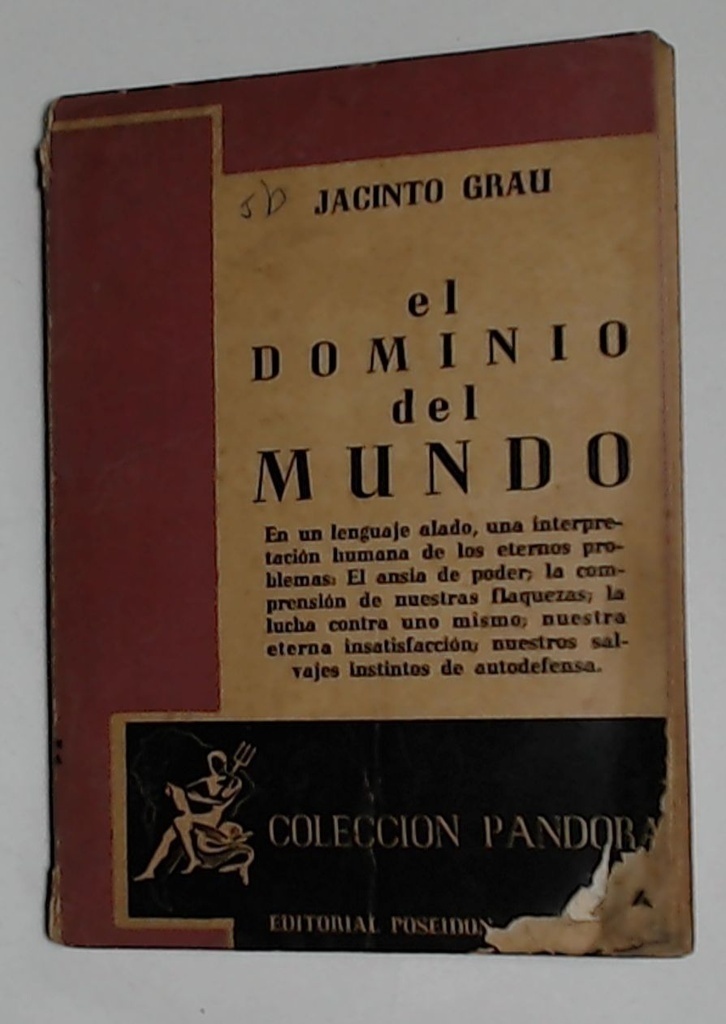 JACINTO GRAU
el
DOMINIO
del
MUNDO
En un lenguaje alado, una interpre-
tación humana de los eternos pro-
blemas: El ansia de poder; la com-
prensión de nuestras flaquezas; la
lucha contra uno mismo; nuestra
eterna insatisfacción; nuestros sal-
vajes instintos de autodefensa.
COLECCION PANDORA
EDITORIAL POSEIDON